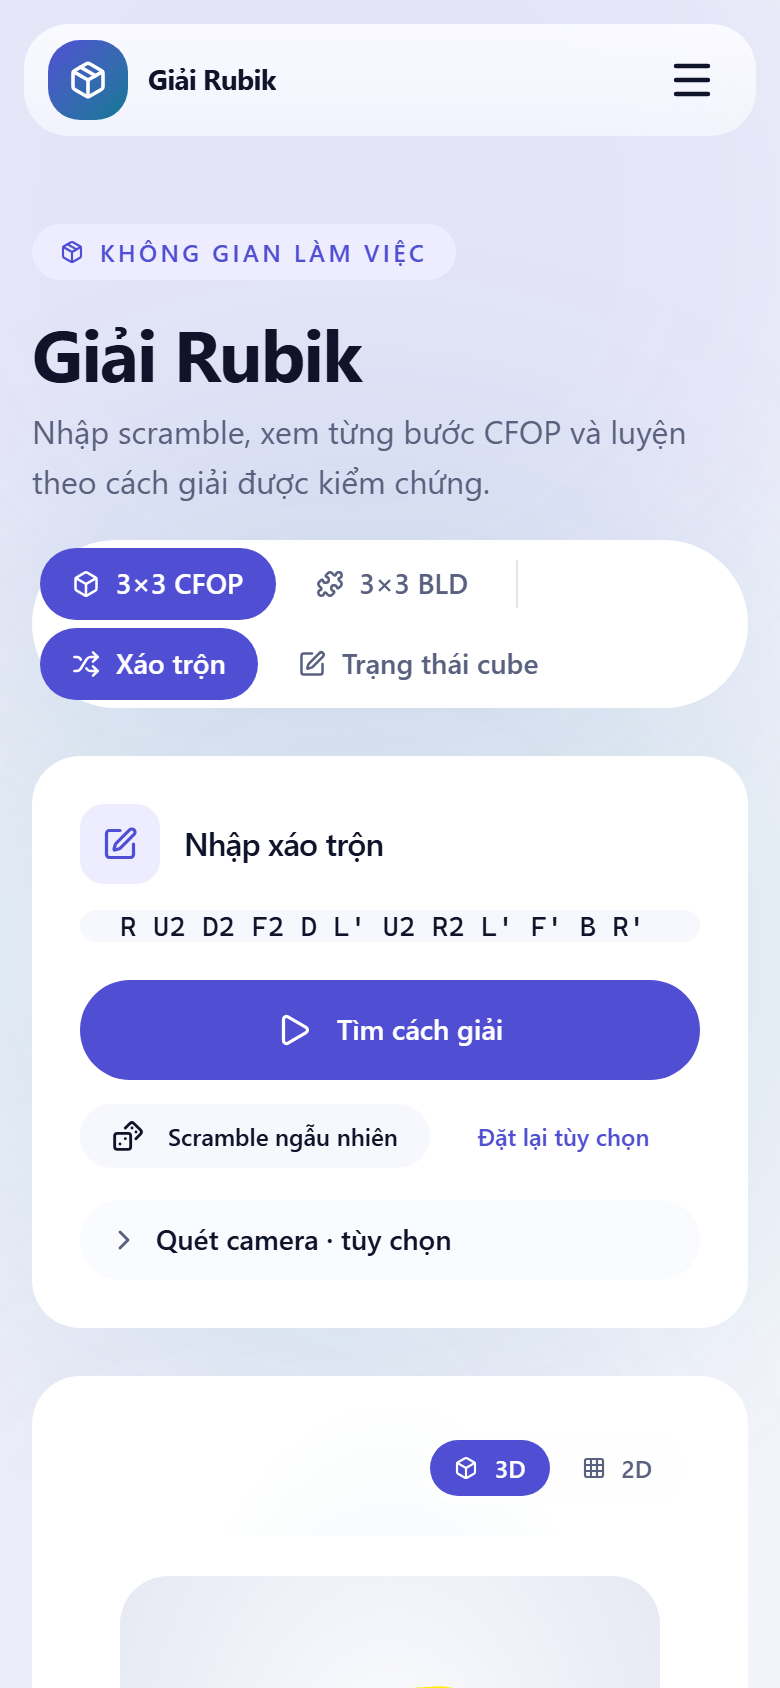 Giải Rubik
KHÔNG GIAN LÀM VIỆC
Giải Rubik
Nhập scramble, xem từng bước CFOP và luyện
theo cách giải được kiểm chứng.
3×3 CFOP
3×3 BLD
Xáo trộn
Trạng thái cube
Nhập xáo trộn
R U2 D2 F2 D L' U2 R2 L' F' B R'
Tìm cách giải
Scramble ngẫu nhiên
Đặt lại tùy chọn
Quét camera · tùy chọn
3D
2D